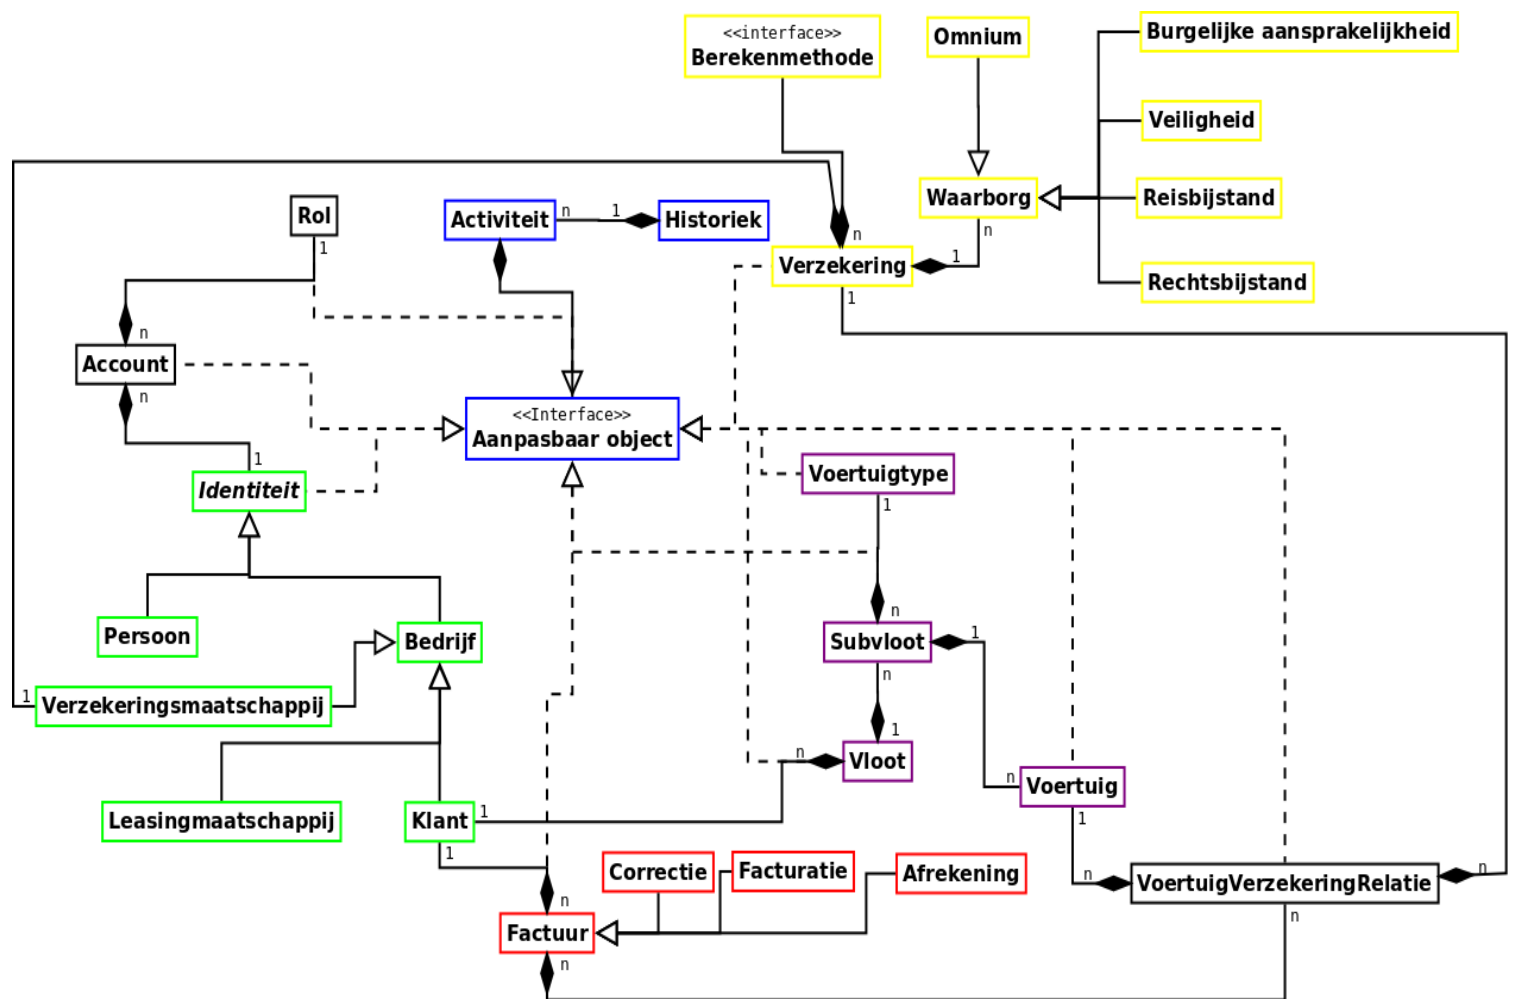 <<interface>>
Berekenmethode
Omnium
Burgelijke aansprakelijkheid
Veiligheid
Waarborg
Reisbijstand
n
Rechtsbijstand
Rol
1
Activiteit
n
1
Historiek
n
Verzekering
1
1
n
Account
n
<<Interface>>
Aanpasbaar object
1
Identiteit
Voertuigtype
1
n
Persoon
Bedrijf
Subvloot
1
n
1
Verzekeringsmaatschappij
1
n
Vloot
n
Voertuig
1
Leasingmaatschappij
Klant
1
1
Correctie
Facturatie
Afrekening
n
VoertuigVerzekeringRelatie
n
n
n
Factuur
n